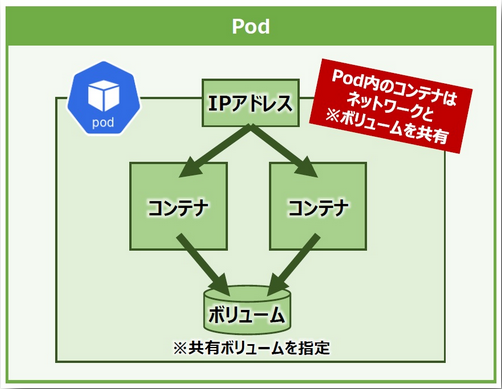 Pod
pod
IPアドレス
Pod内のコンテナは
ネットワークと
※ボリュームを共有
コンテナ
コンテナ
ボリューム
※共有ボリュームを指定